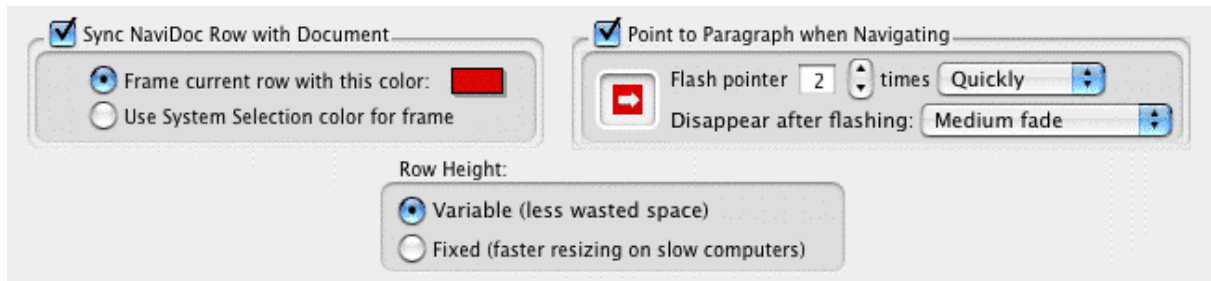 Sync NaviDoc Row with Document
Frame current row with this color:
Use System Selection color for frame
Point to Paragraph when Navigating
Flash pointer 2 times Quickly
Disappear after flashing: Medium fade
Row Height:
Variable (less wasted space)
Fixed (faster resizing on slow computers)